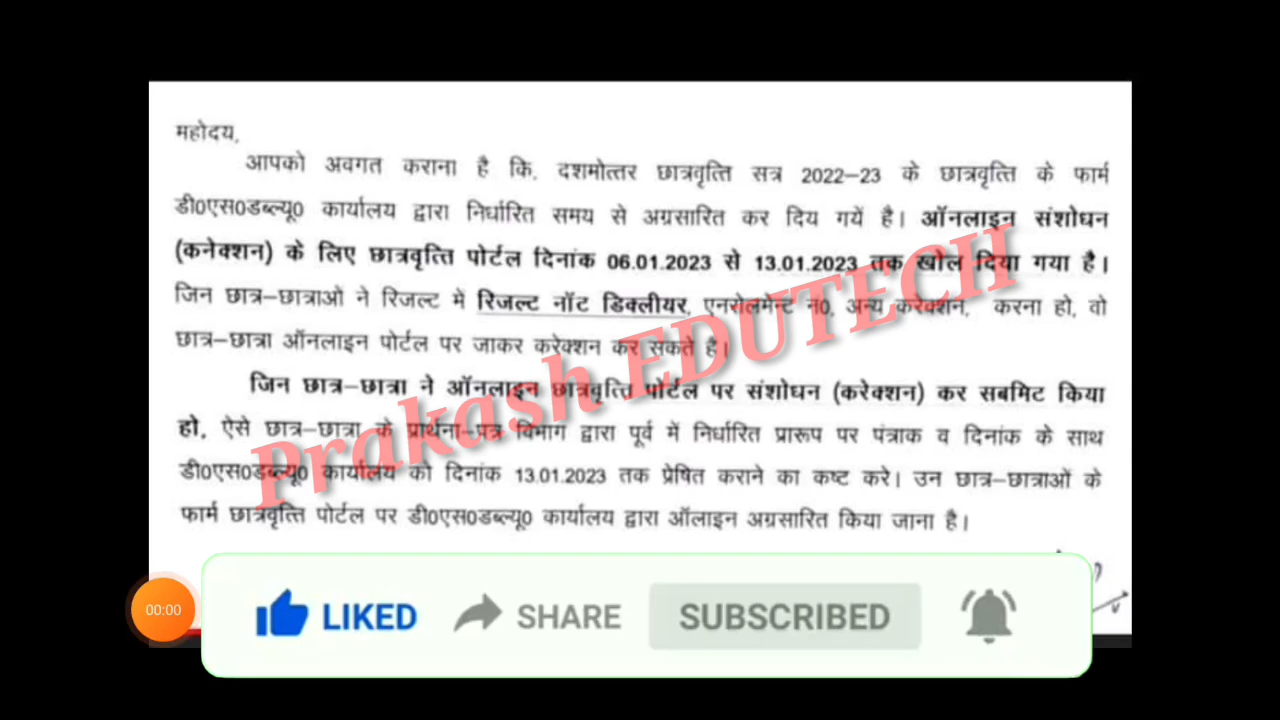 महोदय,
आपको अवगत कराना है कि, दशमोत्तर छात्रवृत्ति सत्र 2022–23 के छात्रवृत्ति के फार्म
डी0एस0डब्ल्यू0 कार्यालय द्वारा निर्धारित समय से अग्रसारित कर दिय गयें है। ऑनलाइन संशोधन
(कनेक्शन) के लिए छात्रवृत्ति पोर्टल दिनांक 06.01.2023 से 13.01.2023 तक खोल दिया गया है।
जिन छात्र–छात्राओं ने रिजल्ट में रिजल्ट नॉट डिक्लीयर, एनरोलमेन्ट न0, अन्य करेक्शन, करना हो, वो
छात्र–छात्रा ऑनलाइन पोर्टल पर जाकर करेक्शन कर सकते है।
जिन छात्र–छात्रा ने ऑनलाइन छात्रवृत्ति पोर्टल पर संशोधन (करेक्शन) कर सबमिट किया
हो, ऐसे छात्र–छात्रा के प्रार्थना–पत्र विभाग द्वारा पूर्व में निर्धारित प्रारूप पर पंत्राक व दिनांक के साथ
डी0एस0डब्ल्यू0 कार्यालय को दिनांक 13.01.2023 तक प्रेषित कराने का कष्ट करे। उन छात्र–छात्राओं के
फार्म छात्रवृत्ति पोर्टल पर डी0एस0डब्ल्यू0 कार्यालय द्वारा ऑलाइन अग्रसारित किया जाना है।
Prakash EDUTECH
00:00
LIKED SHARE SUBSCRIBED